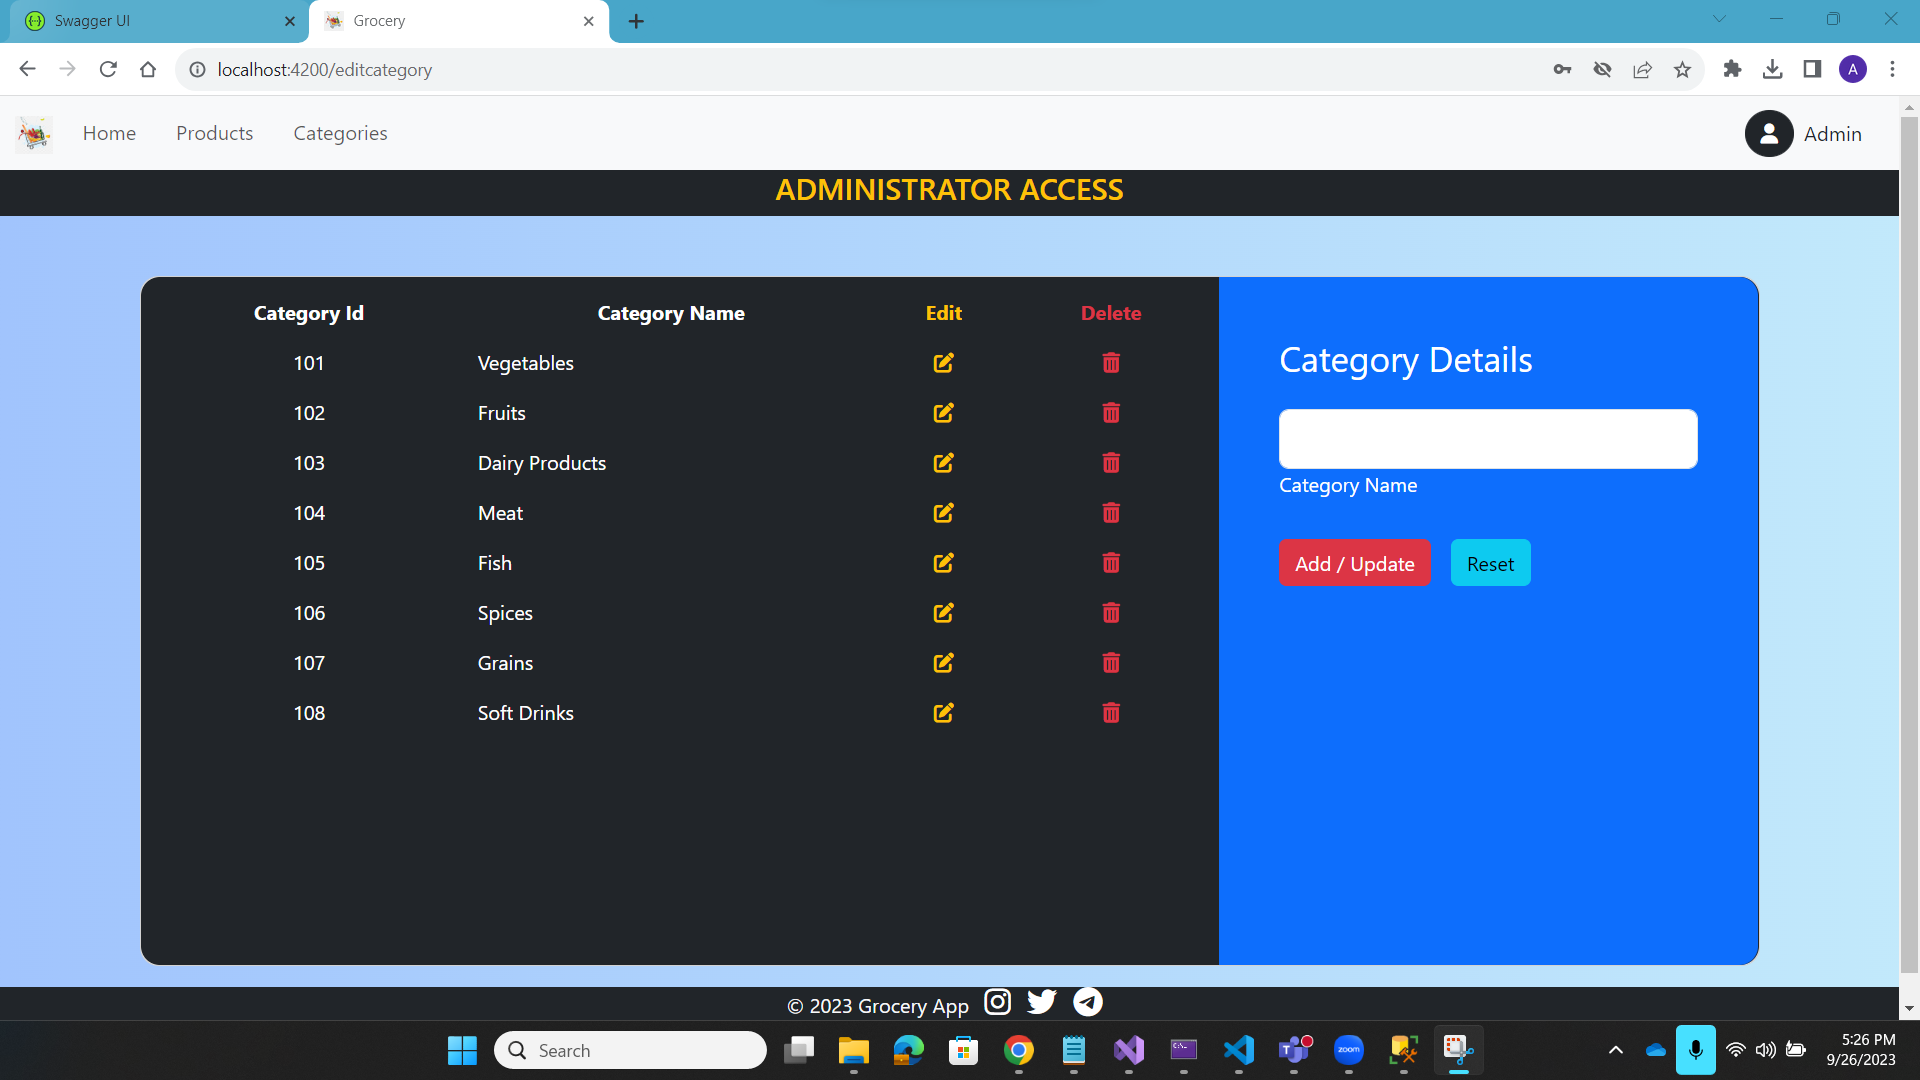 Swagger UI
Grocery
localhost:4200/editcategory
A
Home Products Categories
Admin
ADMINISTRATOR ACCESS
Category Id Category Name Edit Delete
101 Vegetables
102 Fruits
103 Dairy Products
104 Meat
105 Fish
106 Spices
107 Grains
108 Soft Drinks
Category Details
Category Name
Add / Update Reset
© 2023 Grocery App
Search
zoom
5:26 PM
9/26/2023